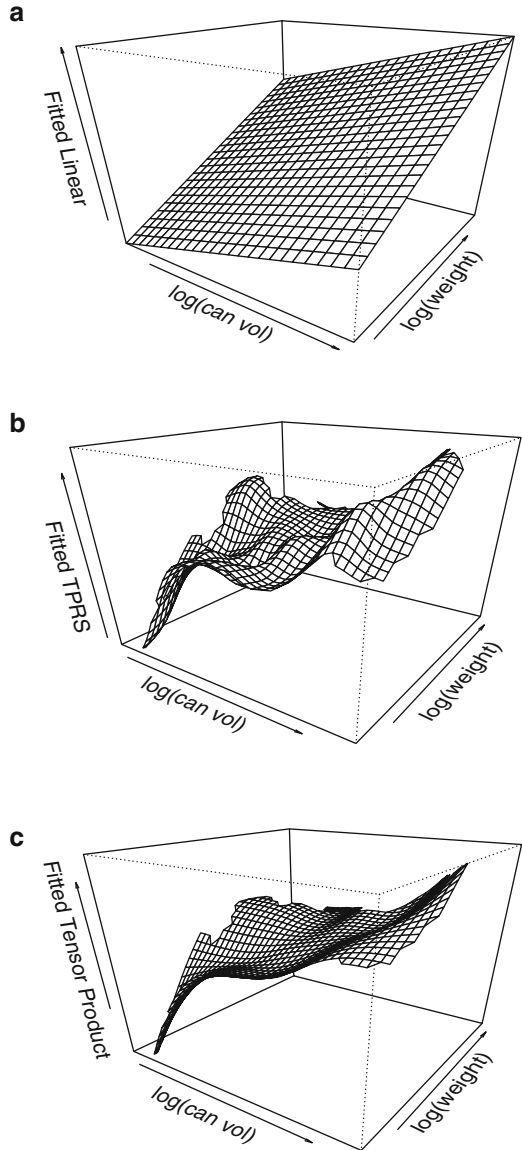 a
Fitted Linear
log(can vol)
log(weight)
b
Fitted TPRS
log(can vol)
log(weight)
c
Fitted Tensor Product
log(can vol)
log(weight)